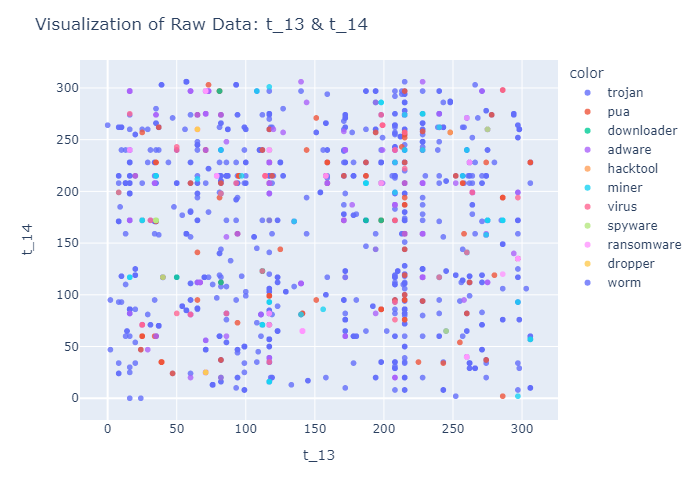 Visualization of Raw Data: t_13 & t_14
color
trojan
pua
downloader
adware
hacktool
miner
virus
spyware
ransomware
dropper
worm
300
250
200
150
100
50
0
t_14
0 50 100 150 200 250 300
t_13